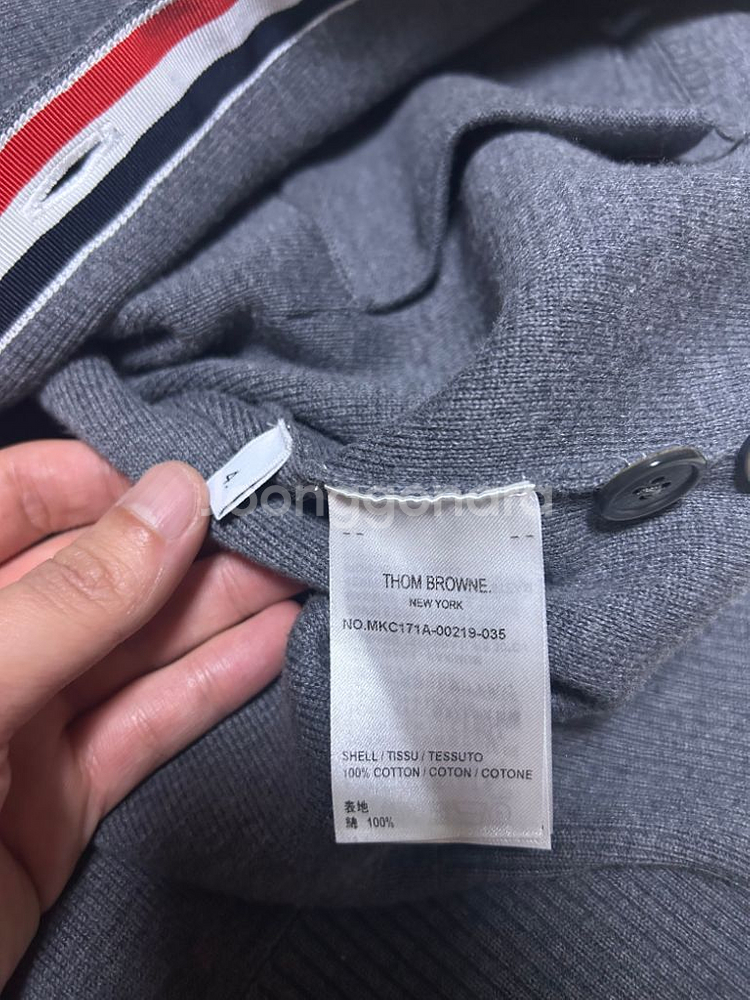 4.
joonggonara
THOM BROWNE.
NEW YORK
NO.MKC171A-00219-035
SHELL / TISSU / TESSUTO
100% COTTON / COTON / COTONE
表地
綿 100%